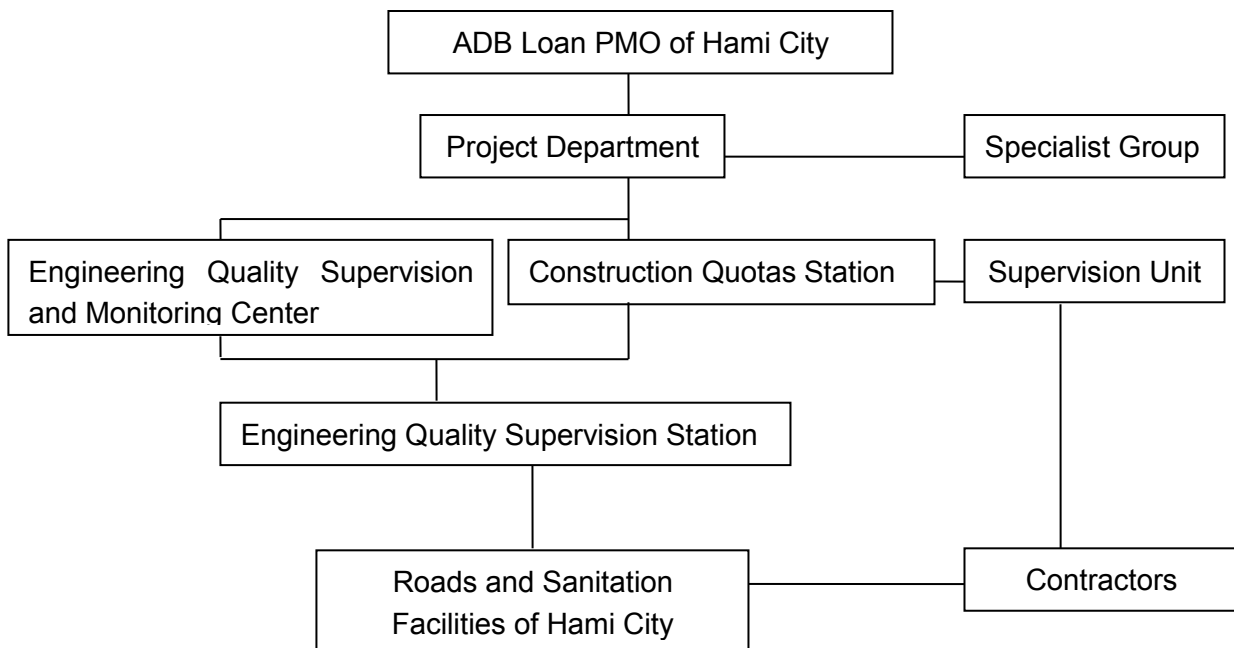 ADB Loan PMO of Hami City
Project Department
Specialist Group
Engineering Quality Supervision
and Monitoring Center
Construction Quotas Station
Supervision Unit
Engineering Quality Supervision Station
Roads and Sanitation
Facilities of Hami City
Contractors